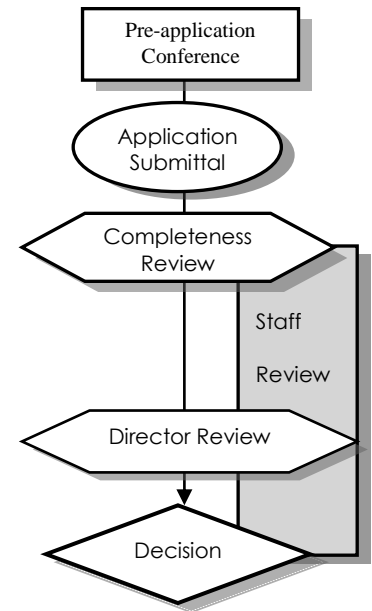 Pre-application
Conference
Application
Submittal
Completeness
Review
Staff
Review
Director Review
Decision